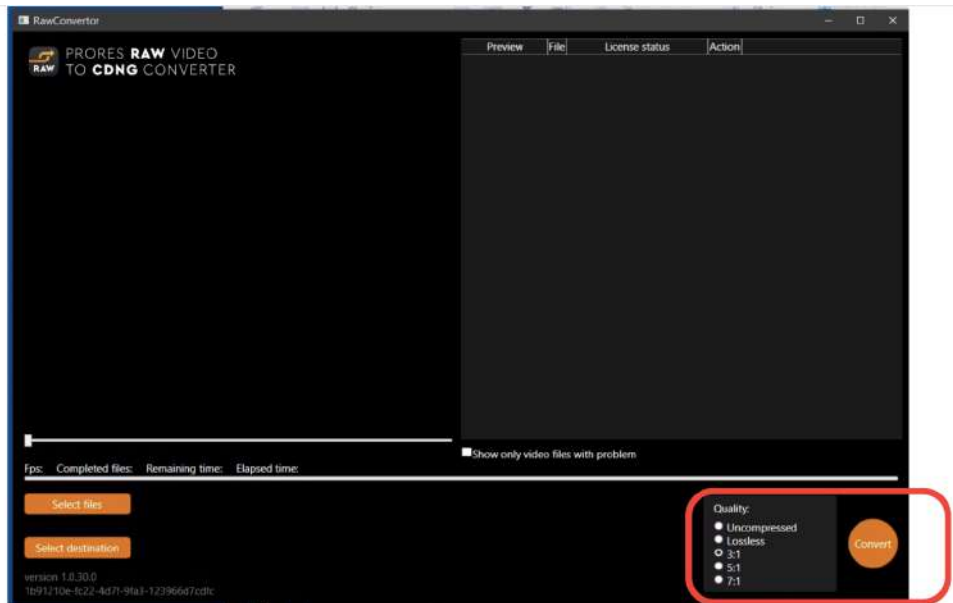 RawConvertor
PRORES RAW VIDEO
TO CDNG CONVERTER
RAW
Preview File License status Action
Show only video files with problem
Fps: Completed files: Remaining time: Elapsed time:
Select files
Select destination
version 1.0.30.0
Quality:
Uncompressed
Lossless
3:1
5:1
7:1
Convert